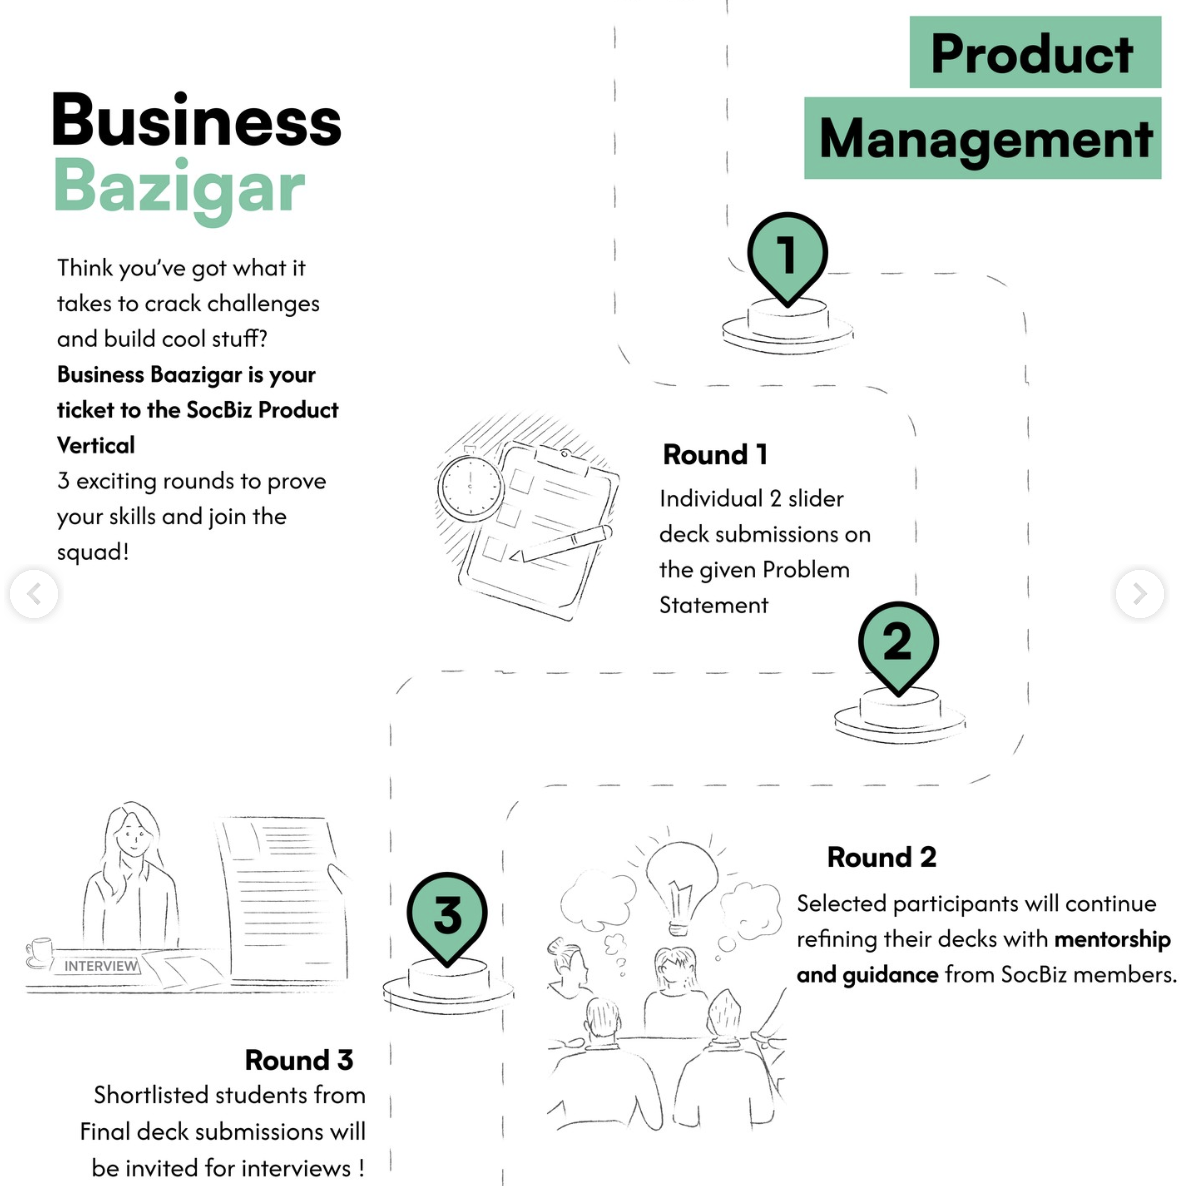 Product
Management
Business
Bazigar
Think you've got what it
takes to crack challenges
and build cool stuff?
Business Baazigar is your
ticket to the SocBiz Product
Vertical
3 exciting rounds to prove
your skills and join the
squad!
1
Round 1
Individual 2 slider
deck submissions on
the given Problem
Statement
2
Round 2
Selected participants will continue
refining their decks with mentorship
and guidance from SocBiz members.
3
INTERVIEW
Round 3
Shortlisted students from
Final deck submissions will
be invited for interviews !